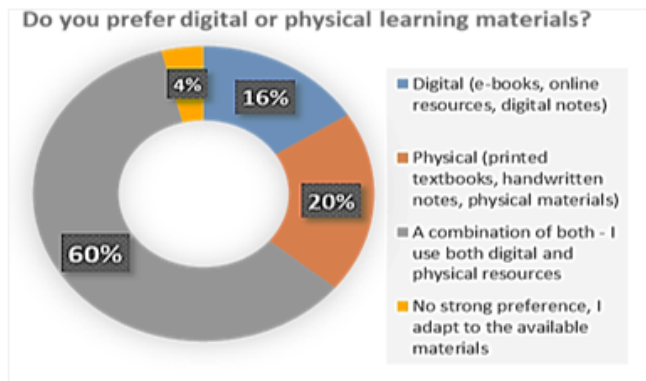 Do you prefer digital or physical learning materials?
4%
16%
20%
60%
Digital (e-books, online
resources, digital notes)
Physical (printed
textbooks, handwritten
notes, physical materials)
A combination of both - I
use both digital and
physical resources
No strong preference, I
adapt to the available
materials